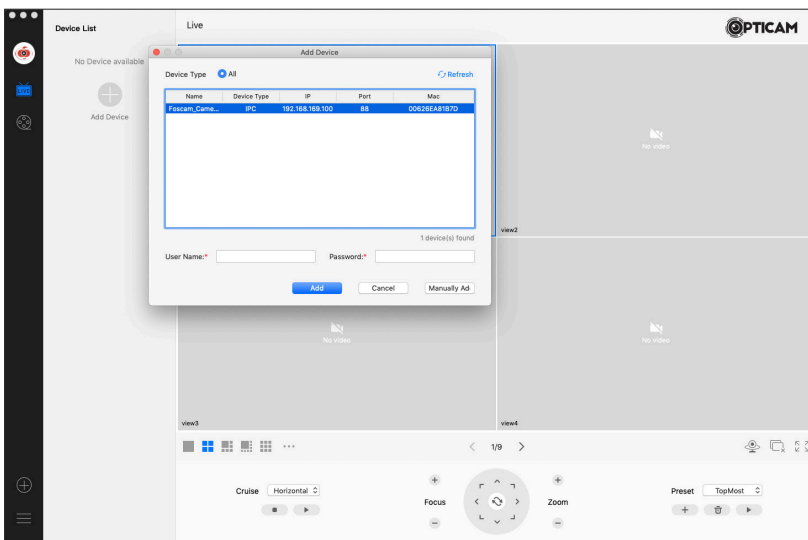 Device List
Live
OPTICAM
No Device available
Add Device
LIVE
Add Device
Device Type All Refresh
Name Device Type IP Port Mac
Foscam_Came... IPC 192.168.169.100 88 00626EA81B7D
1 device(s) found
User Name:* Password:*
Add Cancel Manually Ad
No video
view2
No video
No video
view3
view4
1/9
Cruise Horizontal
Focus
Zoom
Preset TopMost